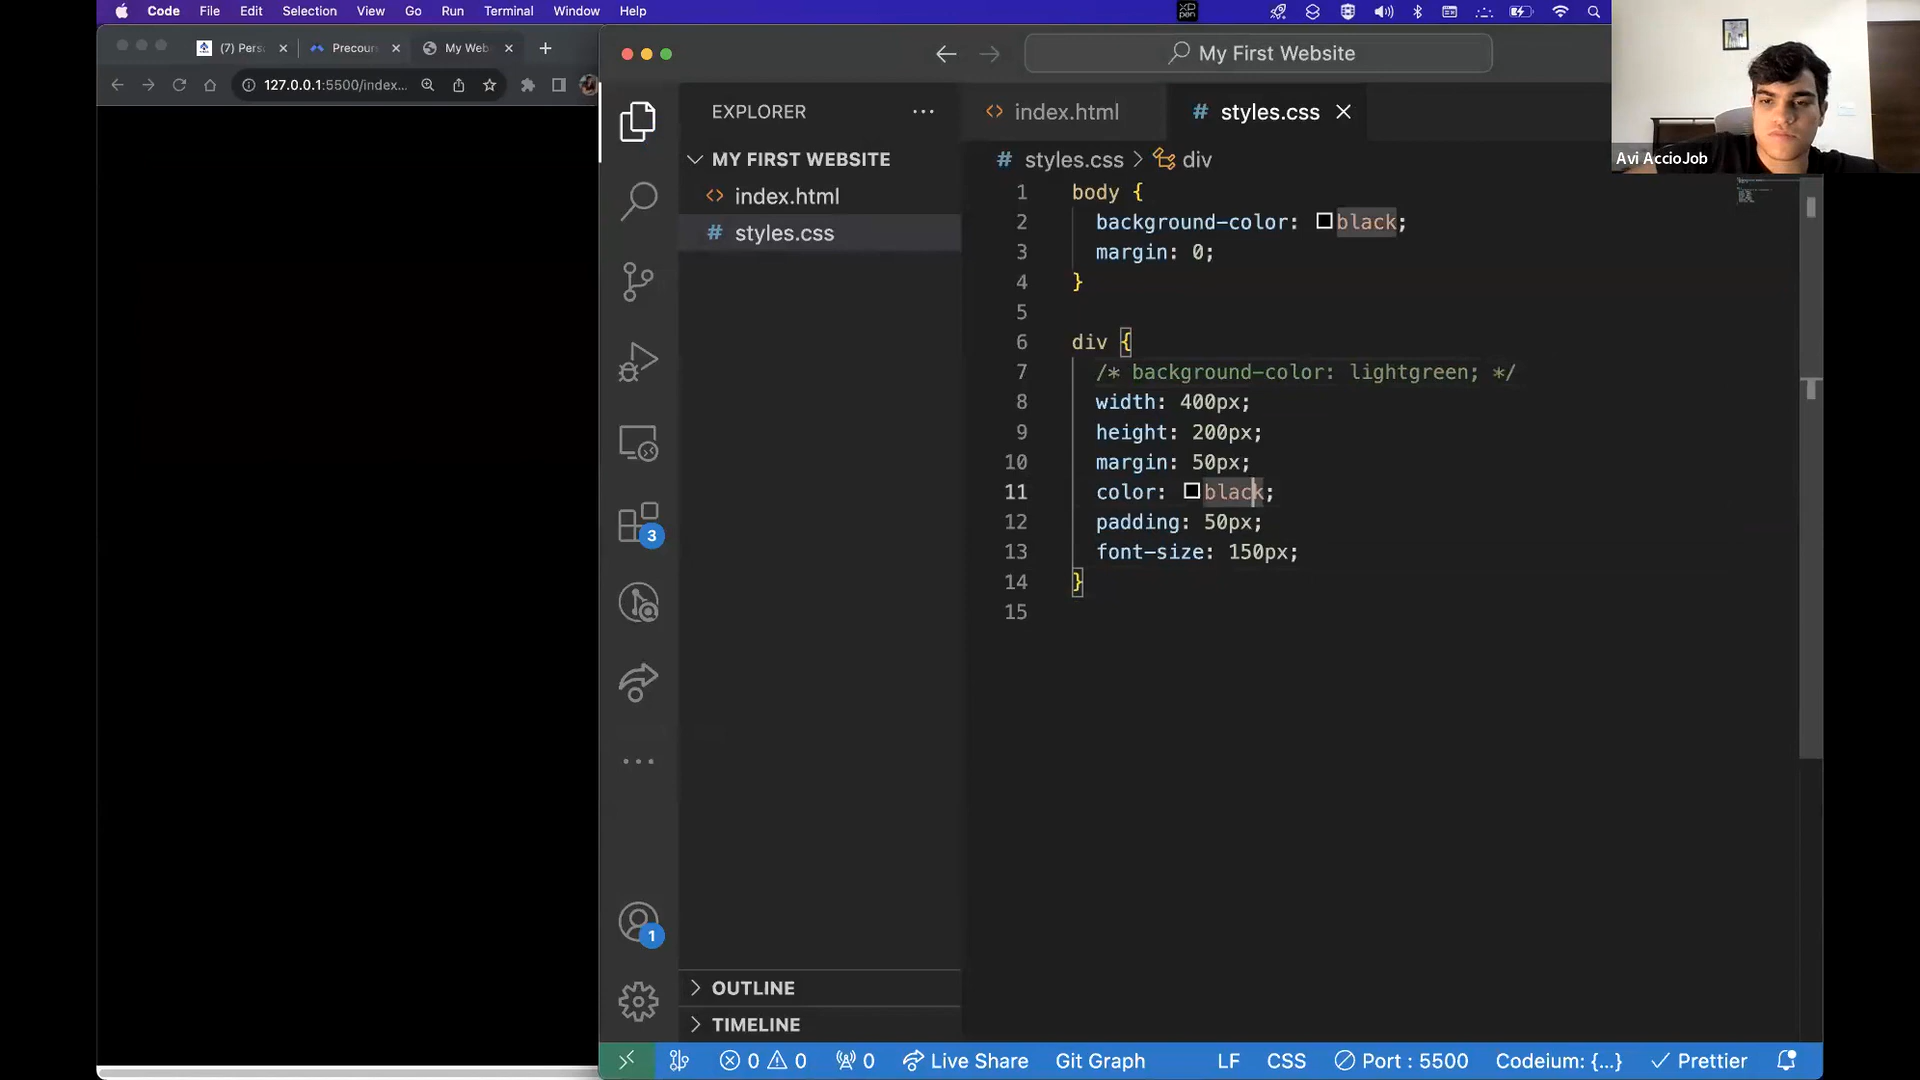 Code File Edit Selection View Go Run Terminal Window Help
XP pen
(7) Pers
Precour
My Web
127.0.0.1:5500/index...
My First Website
Avi AccioJob
EXPLORER
index.html
styles.css
MY FIRST WEBSITE
index.html
styles.css
styles.css > div
1 body {
2 background-color: black;
3 margin: 0;
4 }
5
6 div {
7 /* background-color: lightgreen; */
8 width: 400px;
9 height: 200px;
10 margin: 50px;
11 color: black;
12 padding: 50px;
13 font-size: 150px;
14 }
15
3
1
OUTLINE
TIMELINE
0 0 0 Live Share Git Graph LF CSS Port : 5500 Codeium: {...} Prettier